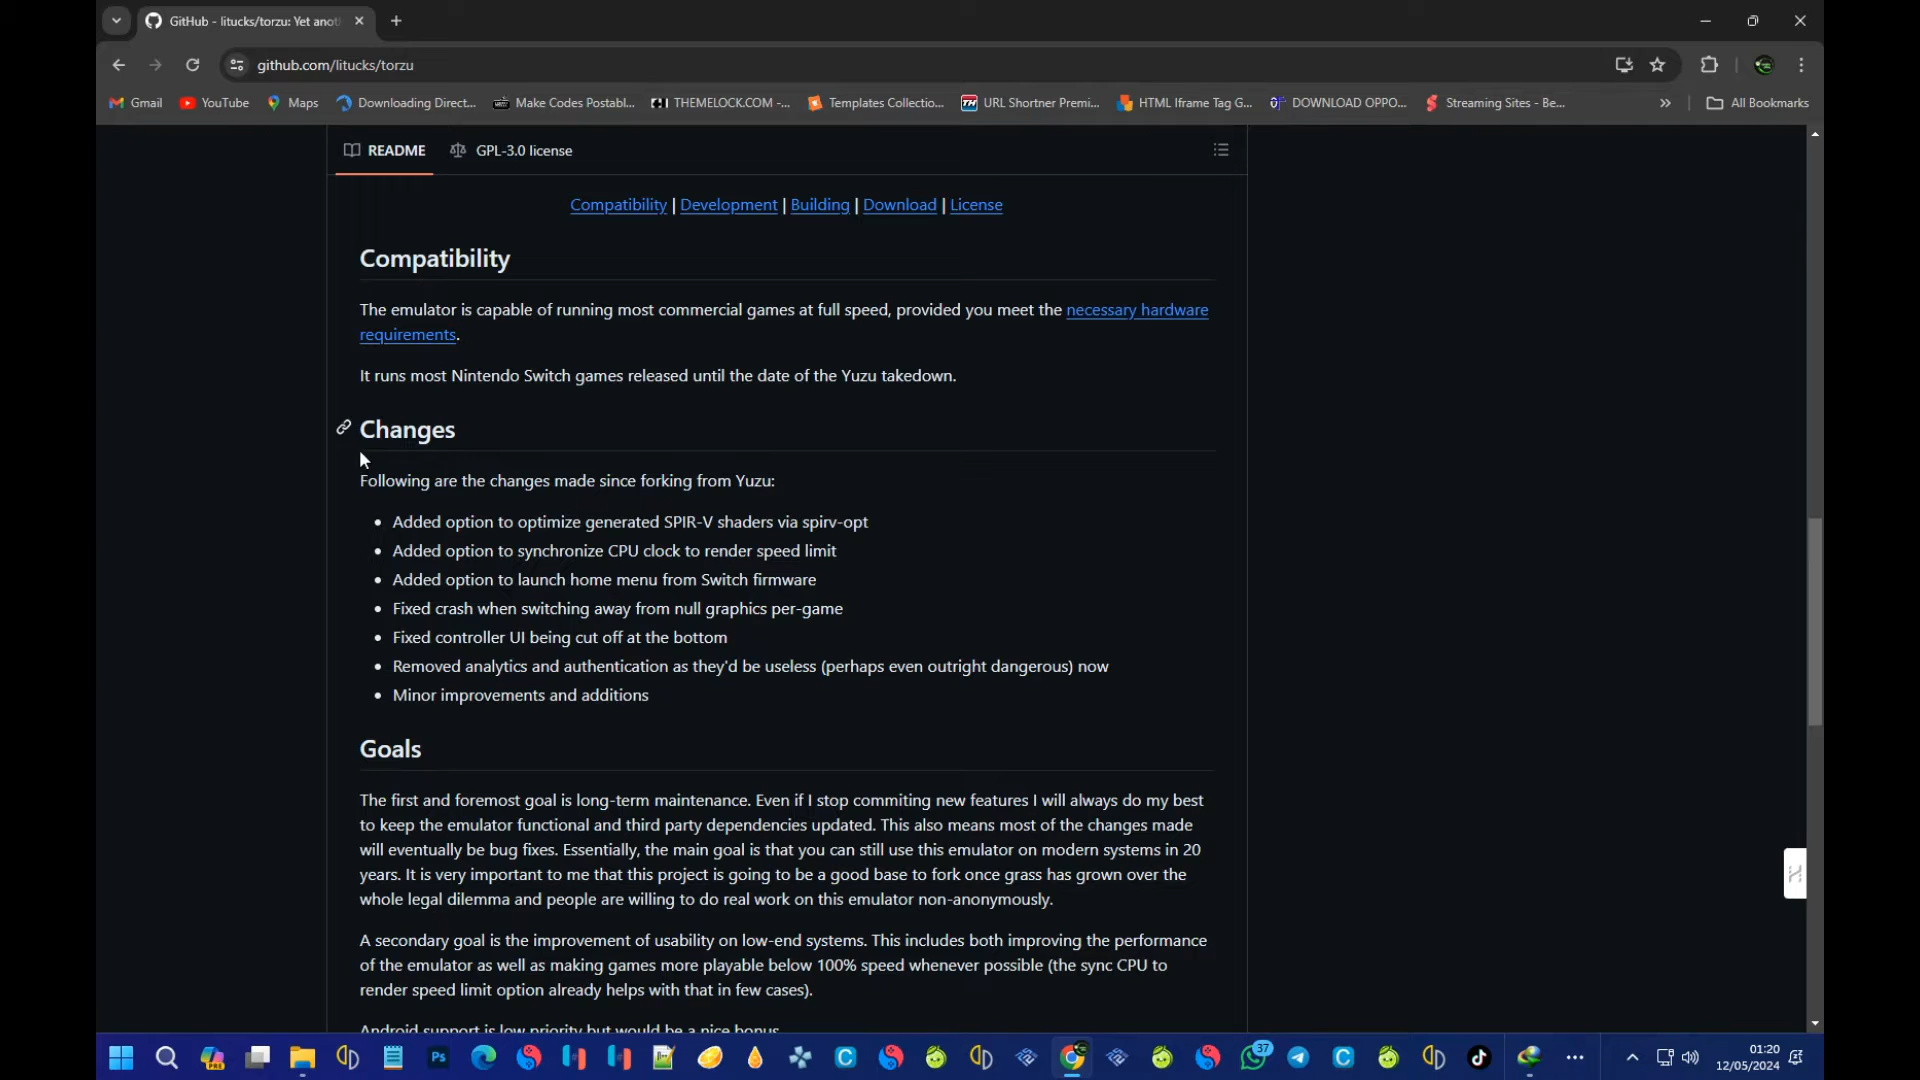 GitHub - litucks/torzu: Yet anot
github.com/litucks/torzu
Gmail
YouTube
Maps
Downloading Direct...
Make Codes Postabl...
THEMELOCK.COM -...
Templates Collectio...
URL Shortner Premi...
HTML Iframe Tag G...
DOWNLOAD OPPO...
Streaming Sites - Be...
»
All Bookmarks
README
GPL-3.0 license
Compatibility | Development | Building | Download | License
Compatibility
The emulator is capable of running most commercial games at full speed, provided you meet the necessary hardware
requirements.
It runs most Nintendo Switch games released until the date of the Yuzu takedown.
Changes
Following are the changes made since forking from Yuzu:
• Added option to optimize generated SPIR-V shaders via spirv-opt
• Added option to synchronize CPU clock to render speed limit
• Added option to launch home menu from Switch firmware
• Fixed crash when switching away from null graphics per-game
• Fixed controller UI being cut off at the bottom
• Removed analytics and authentication as they'd be useless (perhaps even outright dangerous) now
• Minor improvements and additions
Goals
The first and foremost goal is long-term maintenance. Even if I stop commiting new features I will always do my best
to keep the emulator functional and third party dependencies updated. This also means most of the changes made
will eventually be bug fixes. Essentially, the main goal is that you can still use this emulator on modern systems in 20
years. It is very important to me that this project is going to be a good base to fork once grass has grown over the
whole legal dilemma and people are willing to do real work on this emulator non-anonymously.
A secondary goal is the improvement of usability on low-end systems. This includes both improving the performance
of the emulator as well as making games more playable below 100% speed whenever possible (the sync CPU to
render speed limit option already helps with that in few cases).
Android support is low priority but would be a nice bonus.
PRE
Ps
37
01:20
12/05/2024